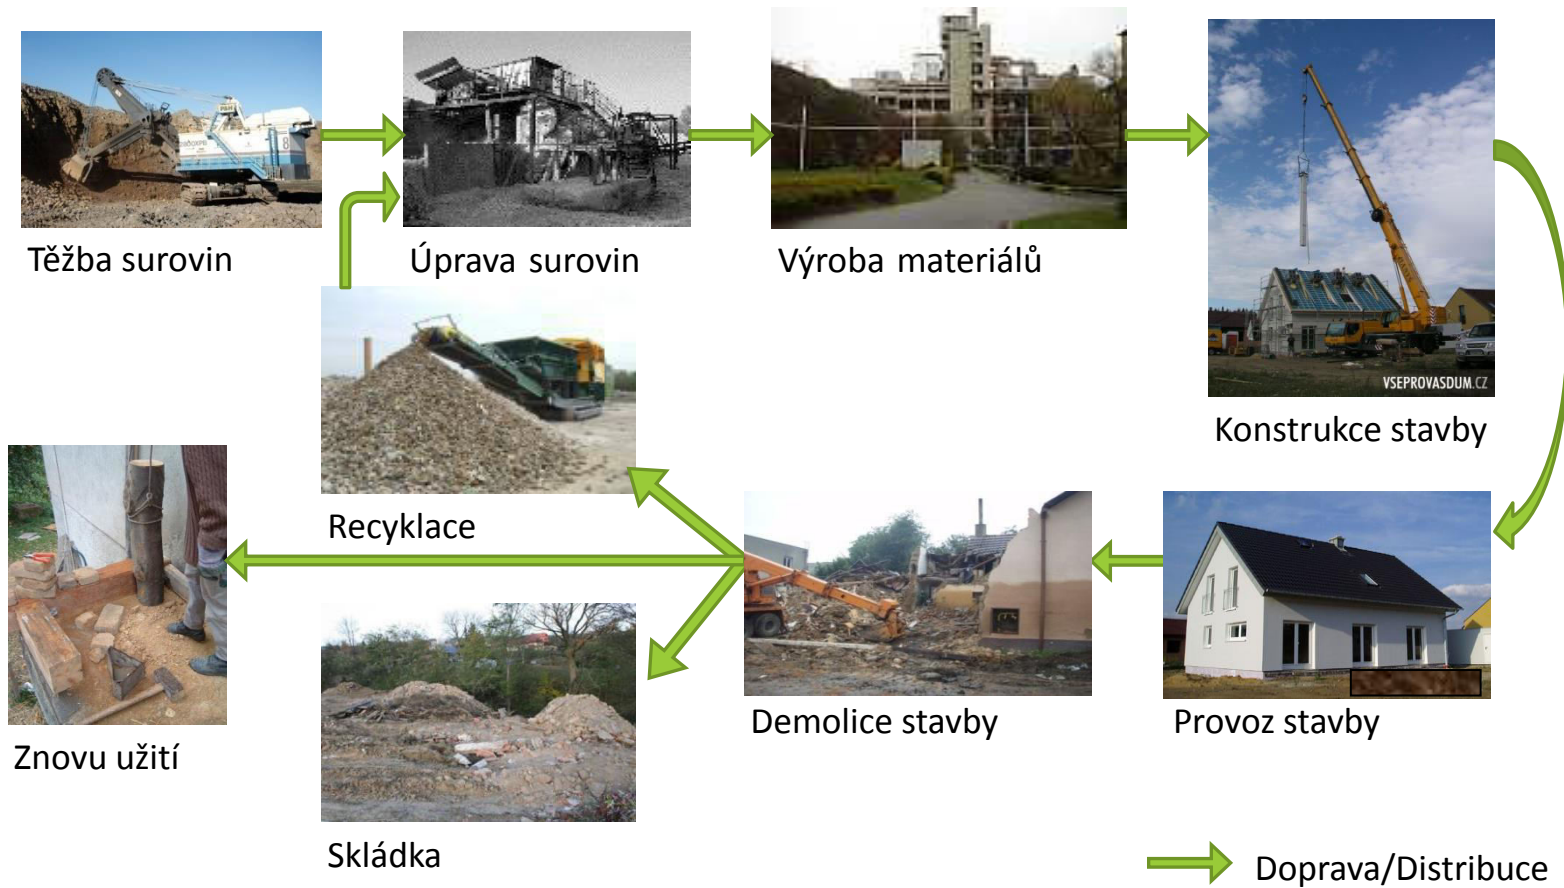 Těžba surovin
Úprava surovin
Výroba materiálů
VSEPROVASDUM.CZ
Konstrukce stavby
Recyklace
Znovu užití
Demolice stavby
Provoz stavby
Skládka
Doprava/Distribuce